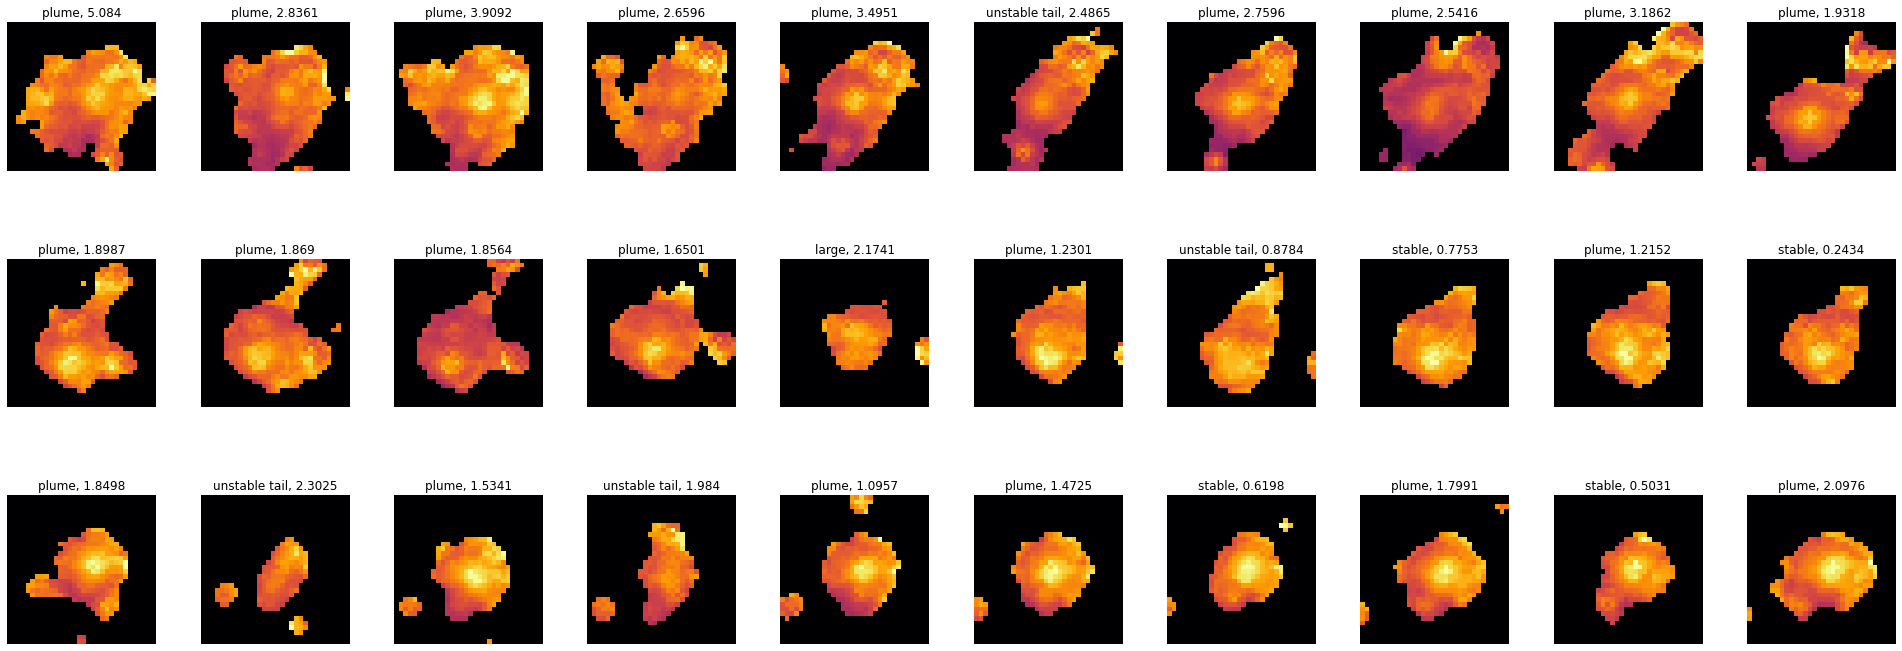 plume, 5.084
plume, 2.8361
plume, 3.9092
plume, 2.6596
plume, 3.4951
unstable tail, 2.4865
plume, 2.7596
plume, 2.5416
plume, 3.1862
plume, 1.9318
plume, 1.8987
plume, 1.869
plume, 1.8564
plume, 1.6501
large, 2.1741
plume, 1.2301
unstable tail, 0.8784
stable, 0.7753
plume, 1.2152
stable, 0.2434
plume, 1.8498
unstable tail, 2.3025
plume, 1.5341
unstable tail, 1.984
plume, 1.0957
plume, 1.4725
stable, 0.6198
plume, 1.7991
stable, 0.5031
plume, 2.0976